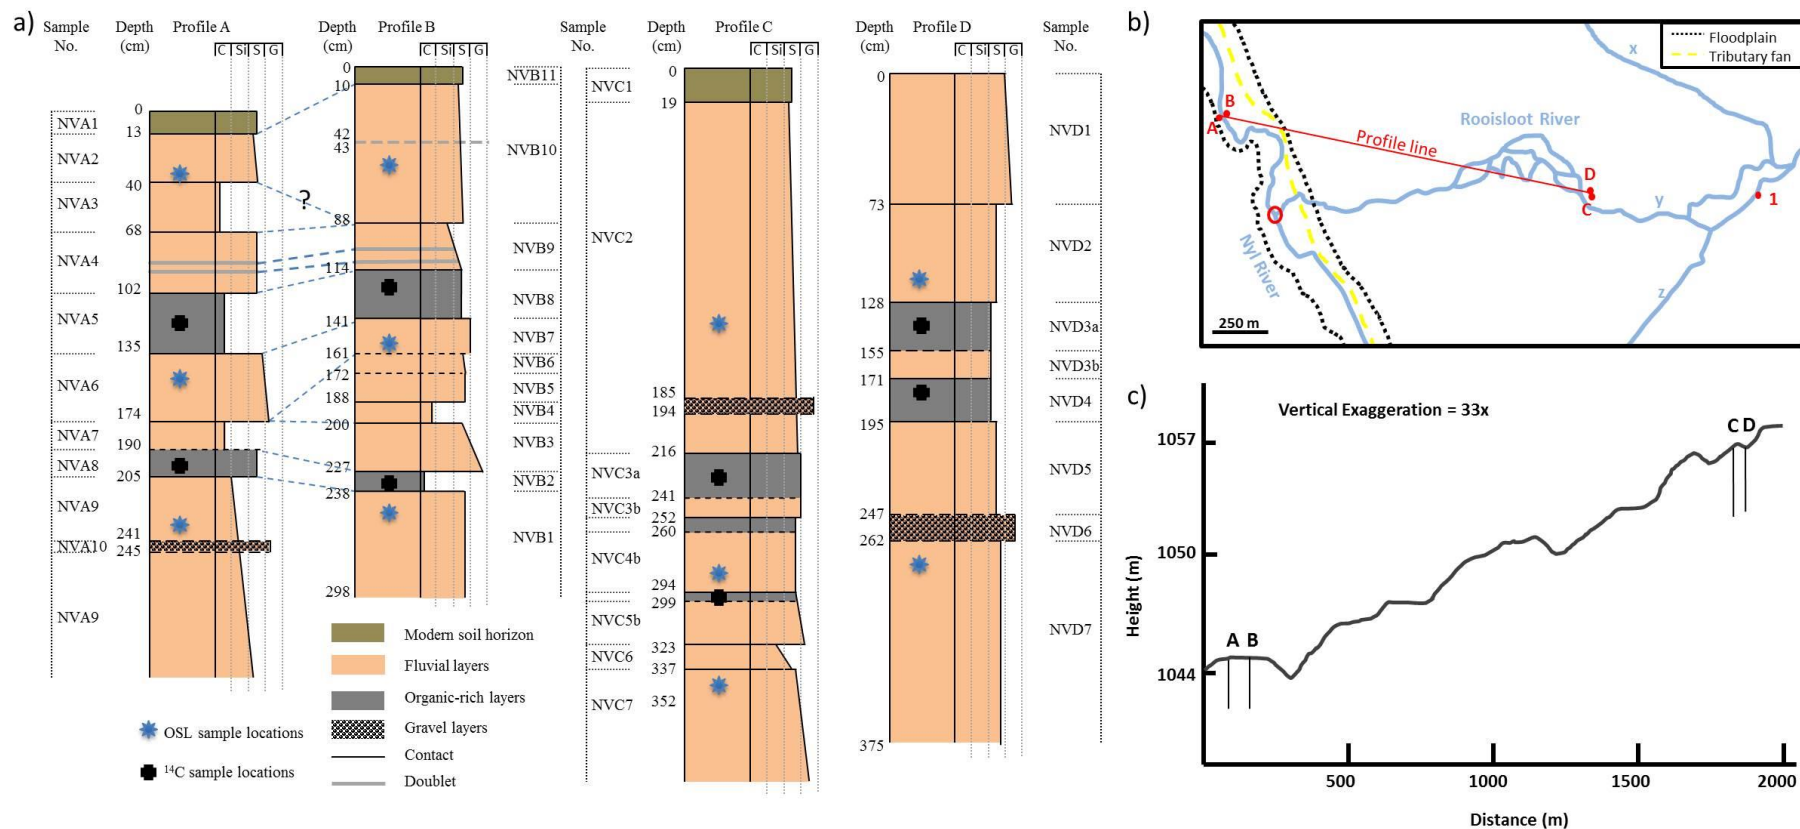 a)
Sample No.
Depth (cm)
Profile A
C Si S G
0
13
40
68
102
135
174
190
205
241
245
NVA1
NVA2
NVA3
NVA4
NVA5
NVA6
NVA7
NVA8
NVA9
NVA10
NVA9
?
Depth (cm)
Profile B
C Si S G
0
10
42
43
88
114
141
161
172
188
200
227
238
298
Sample No.
NVB11
NVB10
NVB9
NVB8
NVB7
NVB6
NVB5
NVB4
NVB3
NVB2
NVB1
NVC1
NVC2
NVC3a
NVC3b
NVC4b
NVC5b
NVC6
NVC7
Depth (cm)
Profile C
C Si S G
0
19
185
194
216
241
252
260
294
299
323
337
352
Depth (cm)
Profile D
C Si S G
0
73
128
155
171
195
247
262
375
Sample No.
NVD1
NVD2
NVD3a
NVD3b
NVD4
NVD5
NVD6
NVD7
OSL sample locations
14C sample locations
Modern soil horizon
Fluvial layers
Organic-rich layers
Gravel layers
Contact
Doublet
b)
Floodplain
Tributary fan
x
B
A
Rooisloot River
Profile line
D
C
y
1
Nyl River
z
250 m
c)
Vertical Exaggeration = 33x
1057
1050
1044
Height (m)
A B
C D
500
1000
1500
2000
Distance (m)